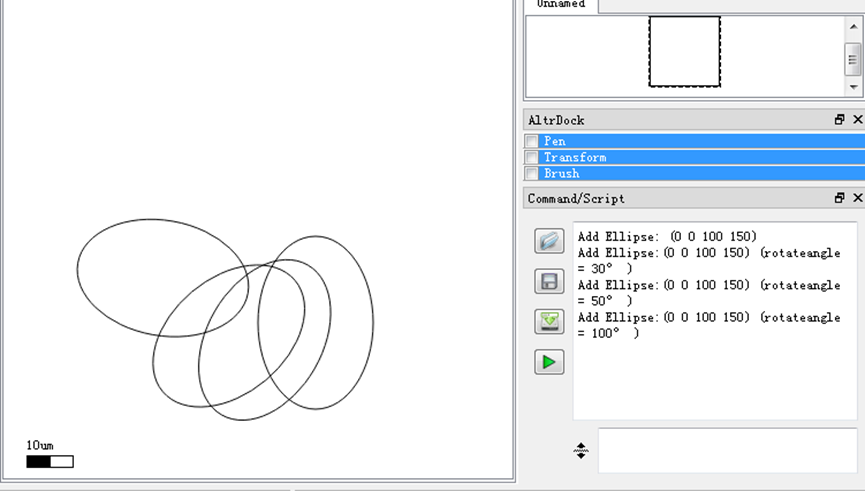 Unnamed
AltrDock
Pen
Transform
Brush
Command/Script
Add Ellipse: (0 0 100 150)
Add Ellipse:(0 0 100 150) (rotateangle
= 30° )
Add Ellipse:(0 0 100 150) (rotateangle
= 50° )
Add Ellipse:(0 0 100 150) (rotateangle
= 100° )
10um